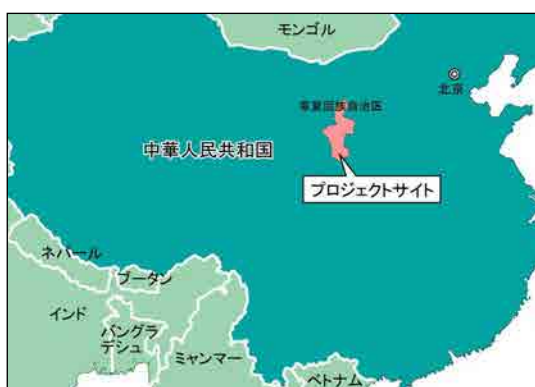 モンゴル
北京
寧夏回族自治区
中華人民共和国
プロジェクトサイト
ネパール
ブータン
インド
バングラ
デシュ
ミャンマー
ベトナム